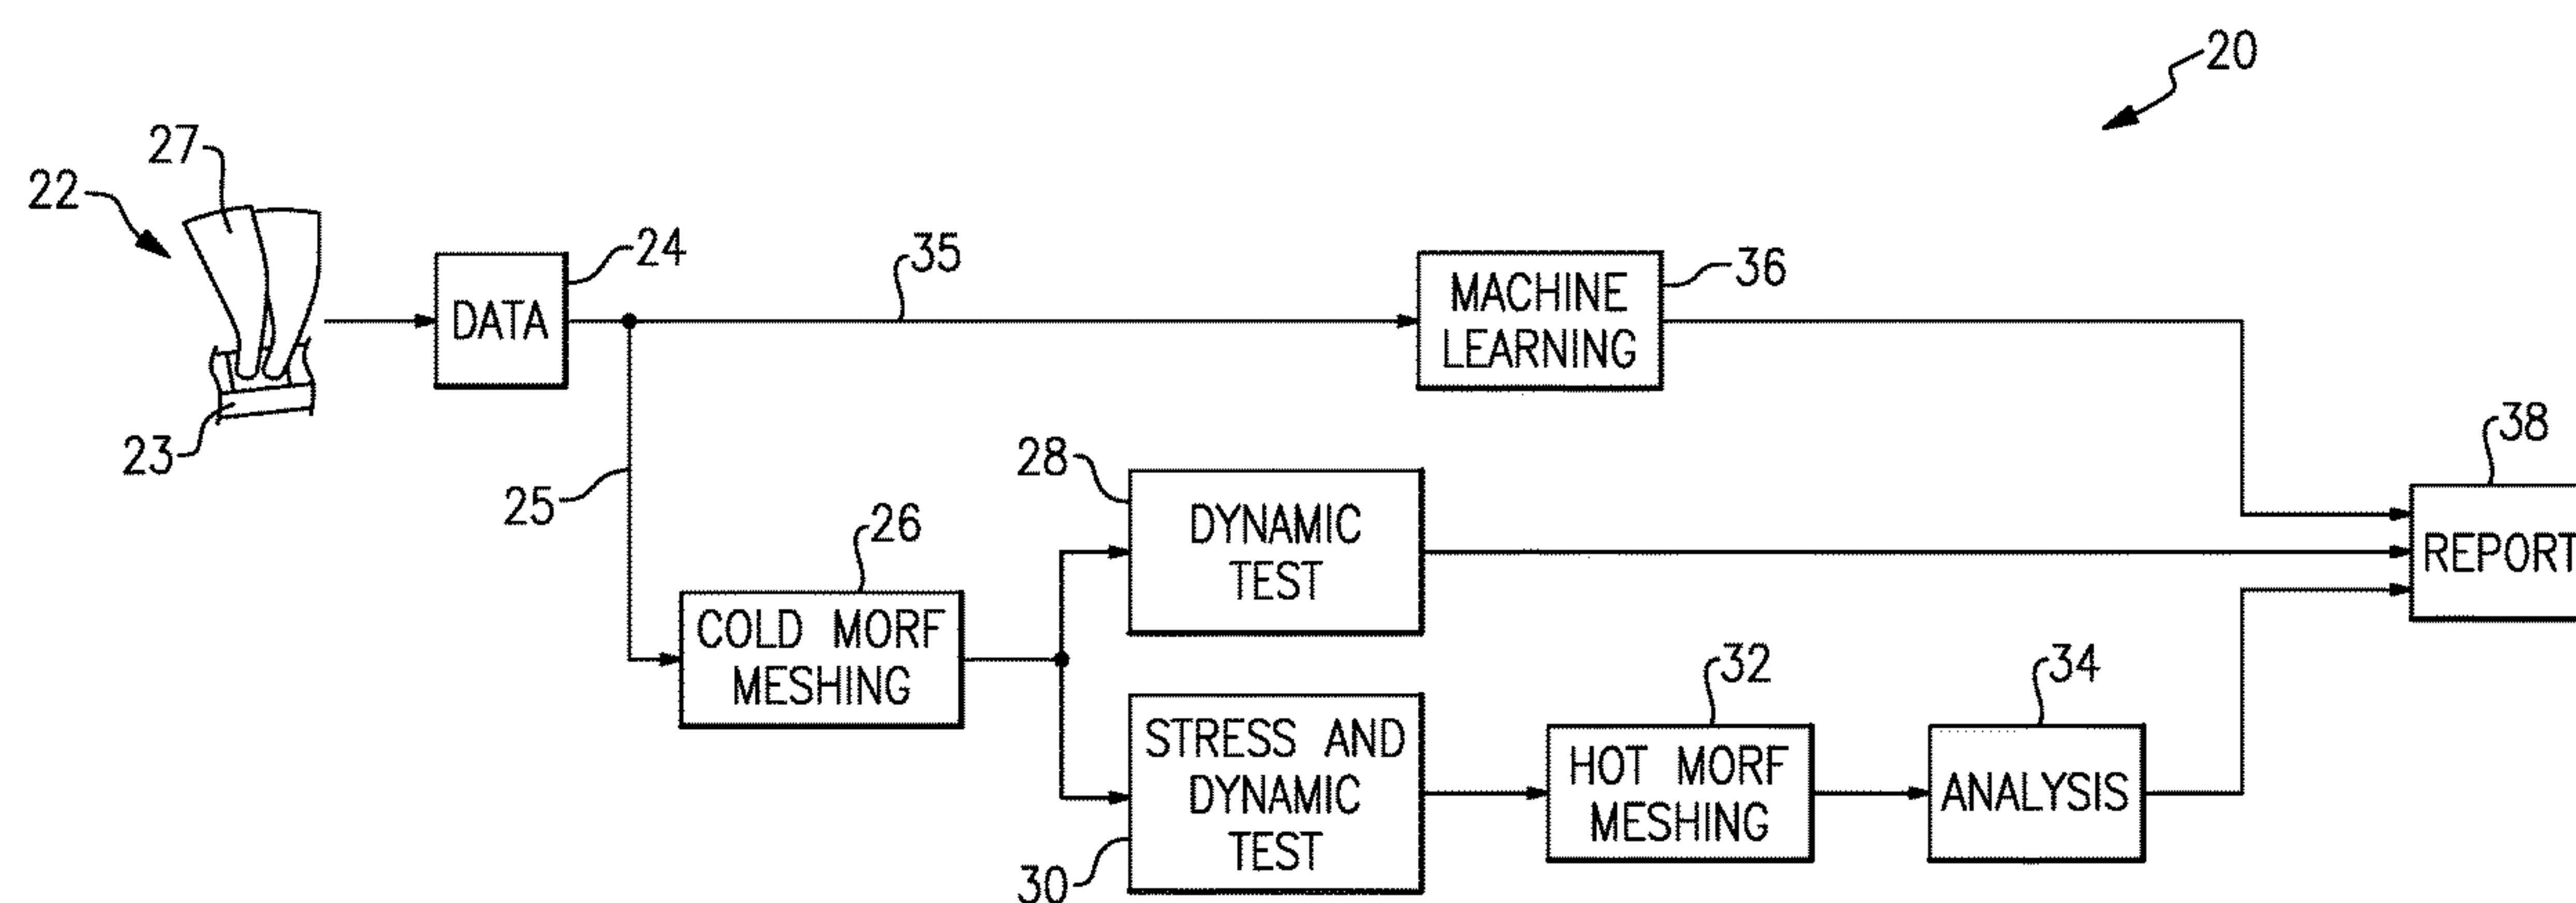 20
27
22
24
35
36
DATA
MACHINE
LEARNING
23
25
28
38
26
DYNAMIC
TEST
REPORT
COLD MORF
MESHING
32
34
STRESS AND
DYNAMIC
TEST
HOT MORF
MESHING
ANALYSIS
30